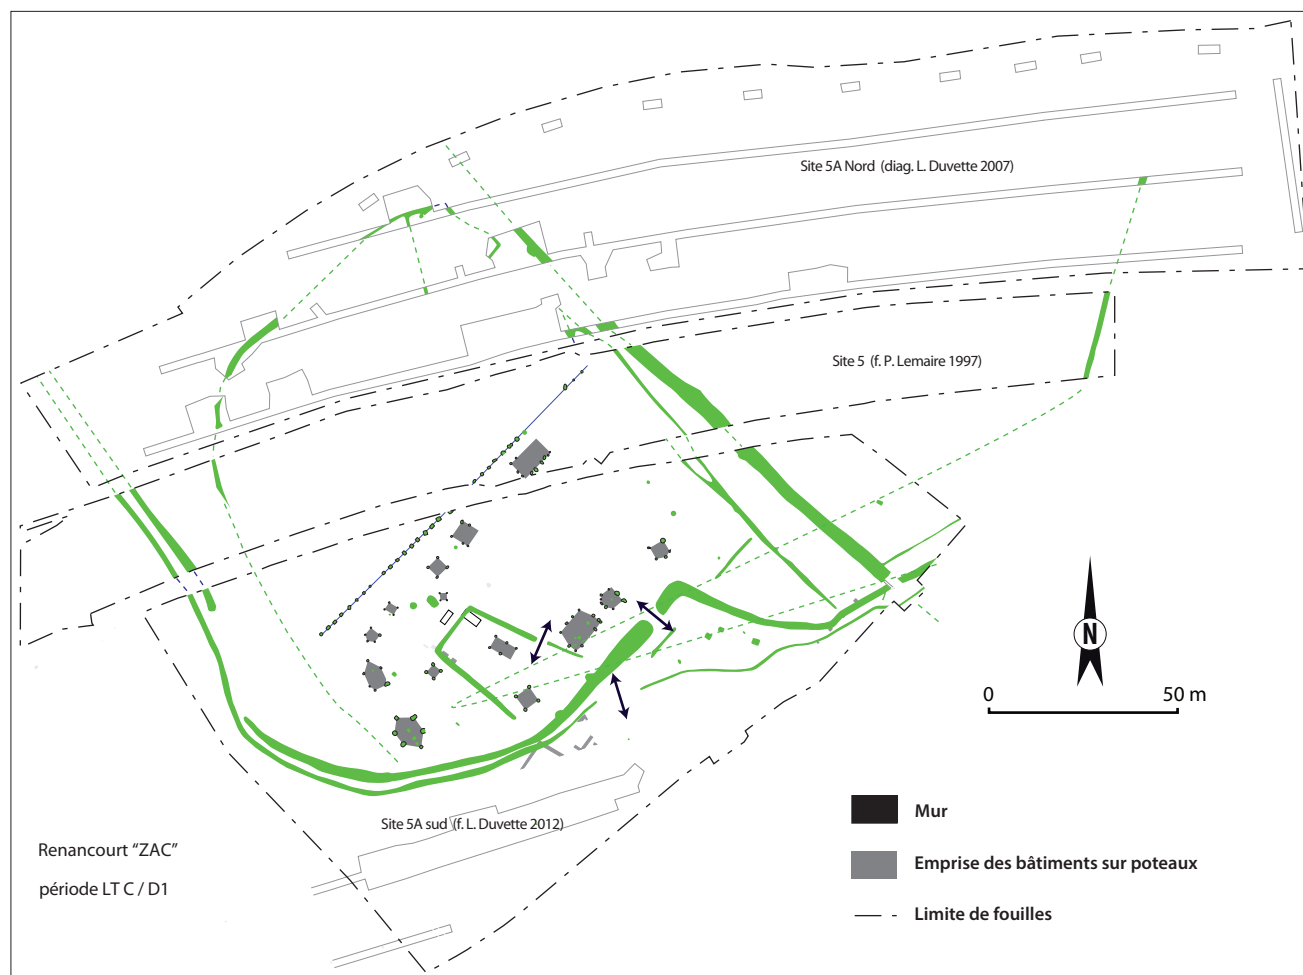 Site 5A Nord (diag. L. Duvette 2007)
Site 5 (f. P. Lemaire 1997)
N
0 50 m
Site 5A sud (f. L. Duvette 2012)
Renancourt “ZAC”
période LT C / D1
Mur
Emprise des bâtiments sur poteaux
Limite de fouilles